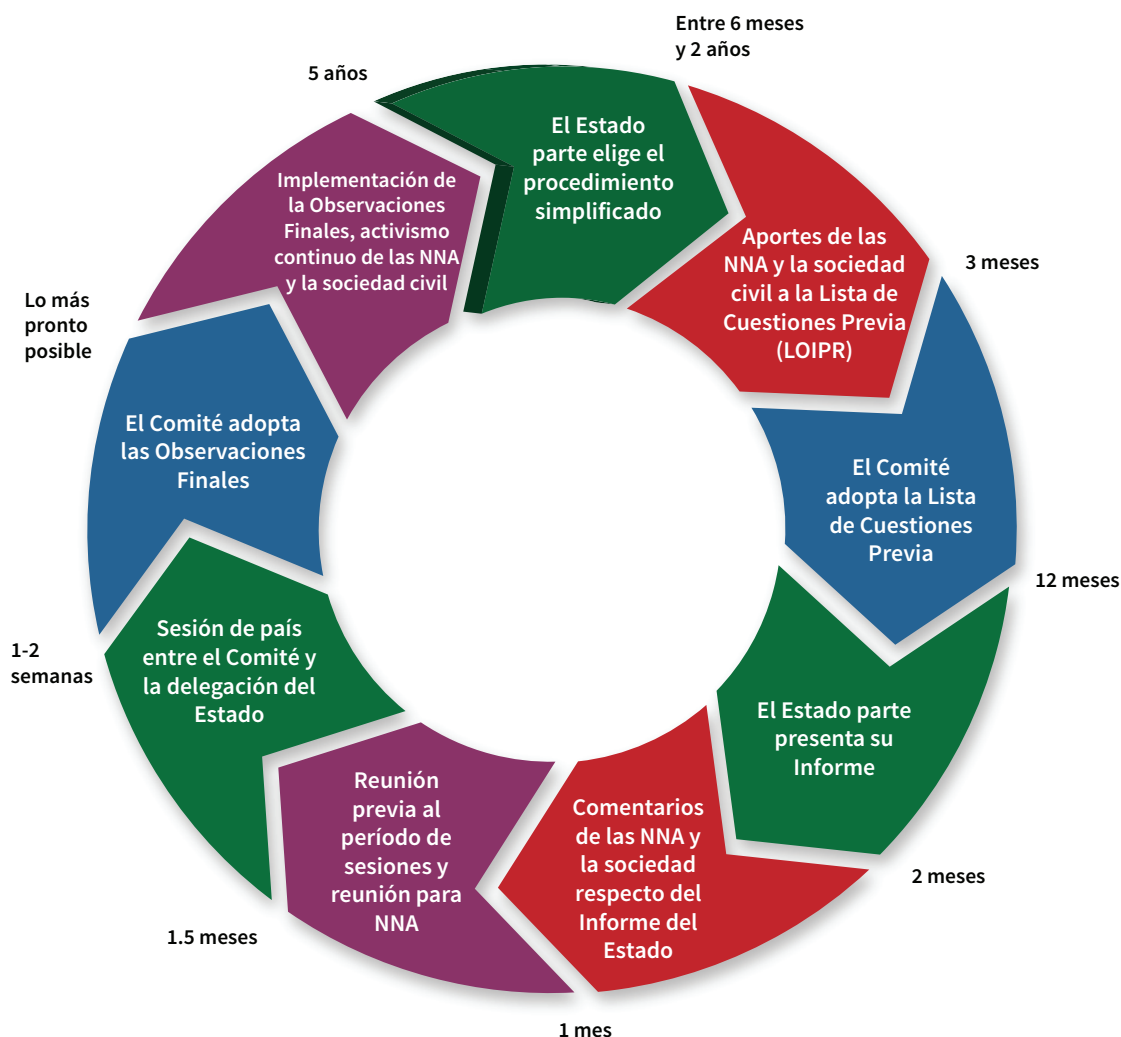 Entre 6 meses
y 2 años
5 años
El Estado
parte elige el
procedimiento
simplificado
Aportes de las
NNA y la sociedad
civil a la Lista de
Cuestiones Previa
(LOIPR)
3 meses
El Comité
adopta la Lista
de Cuestiones
Previa
12 meses
El Estado parte
presenta su
Informe
2 meses
Comentarios
de las NNA y
la sociedad
respecto del
Informe del
Estado
1 mes
Reunión
previa al
período de
sesiones y
reunión para
NNA
1.5 meses
Sesión de país
entre el Comité y
la delegación del
Estado
1-2
semanas
El Comité adopta
las Observaciones
Finales
Lo más
pronto
posible
Implementación de
la Observaciones
Finales, activismo
continuo de las NNA
y la sociedad civil